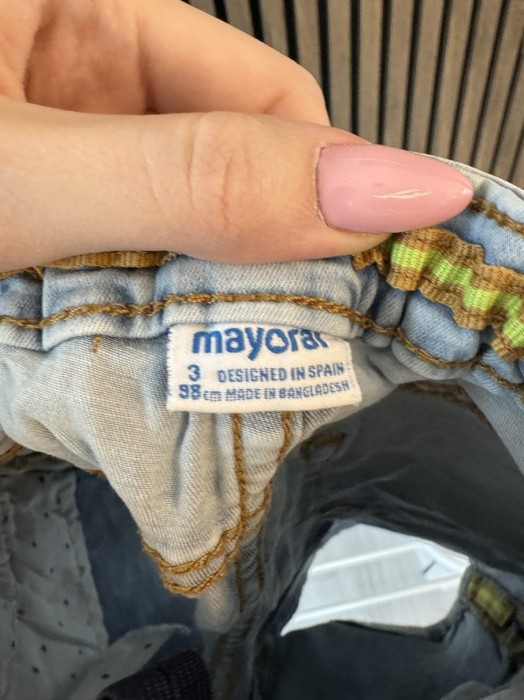 mayoral
3 DESIGNED IN SPAIN
98cm MADE IN BANGLADESH